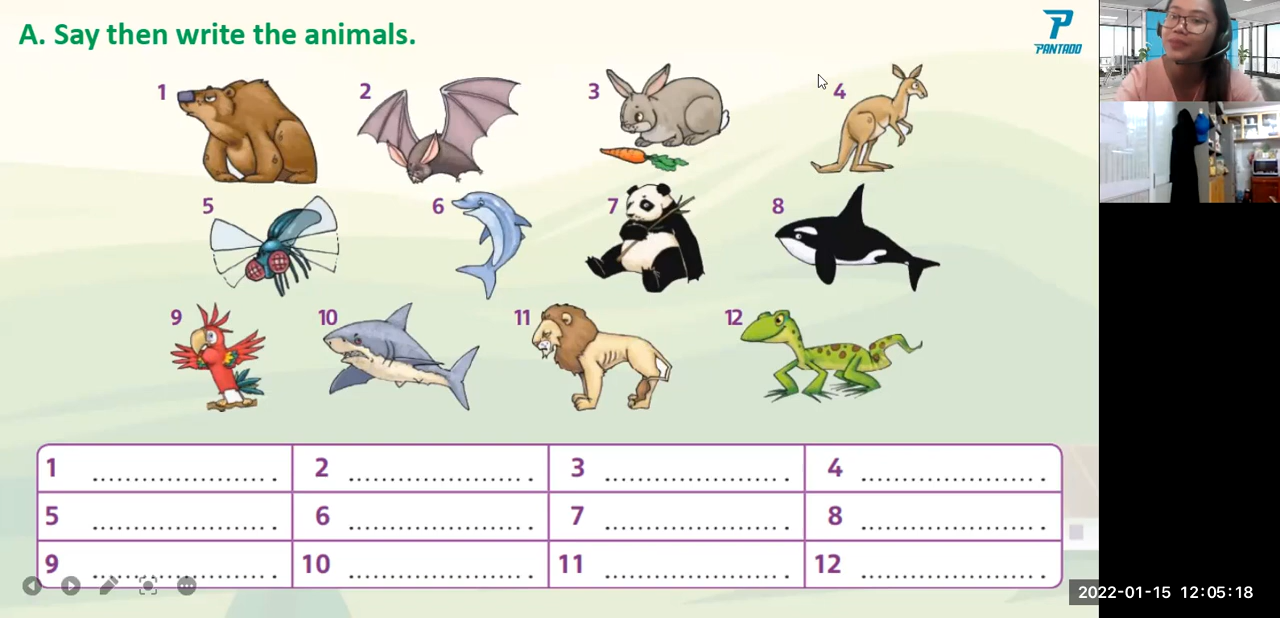 A. Say then write the animals.
PANTADO
1
2
3
4
5
6
7
8
9
10
11
12
1 ....................... .
2 ....................... .
3 ....................... .
4 ....................... .
5 ....................... .
6 ....................... .
7 ....................... .
8 ....................... .
9 ....................... .
10 ....................... .
11 ....................... .
12 ....................... .
2022-01-15 12:05:18